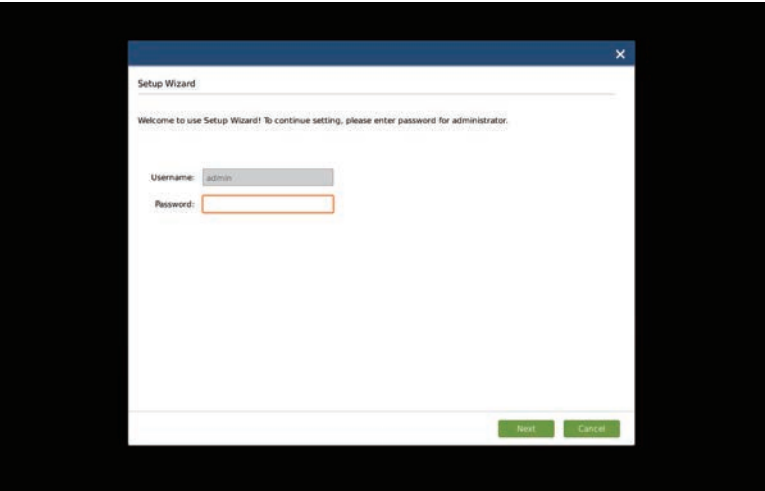 Setup Wizard
Welcome to use Setup Wizard! To continue setting, please enter password for administrator.
Username: admin
Password:
Next Cancel